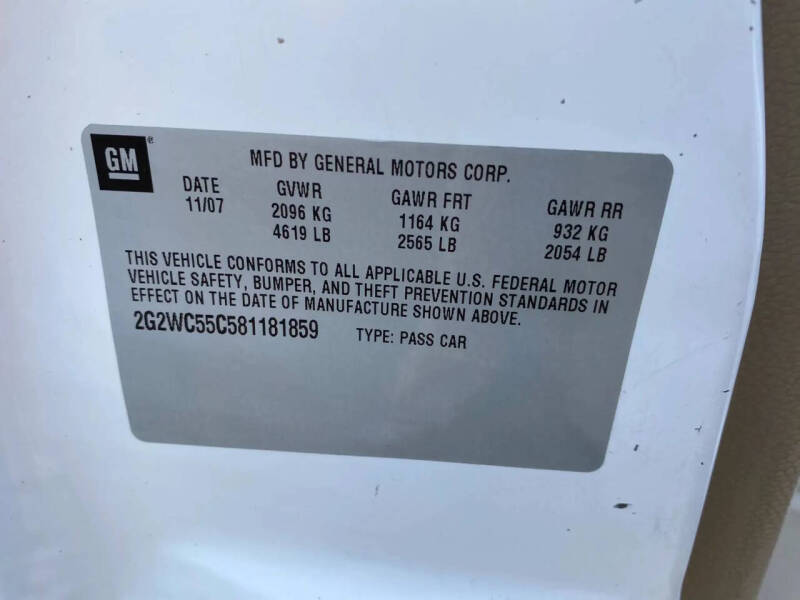 GM®
MFD BY GENERAL MOTORS CORP.
DATE GVWR GAWR FRT GAWR RR
11/07 2096 KG 1164 KG 932 KG
4619 LB 2565 LB 2054 LB
THIS VEHICLE CONFORMS TO ALL APPLICABLE U.S. FEDERAL MOTOR
VEHICLE SAFETY, BUMPER, AND THEFT PREVENTION STANDARDS IN
EFFECT ON THE DATE OF MANUFACTURE SHOWN ABOVE.
2G2WC55C581181859 TYPE: PASS CAR